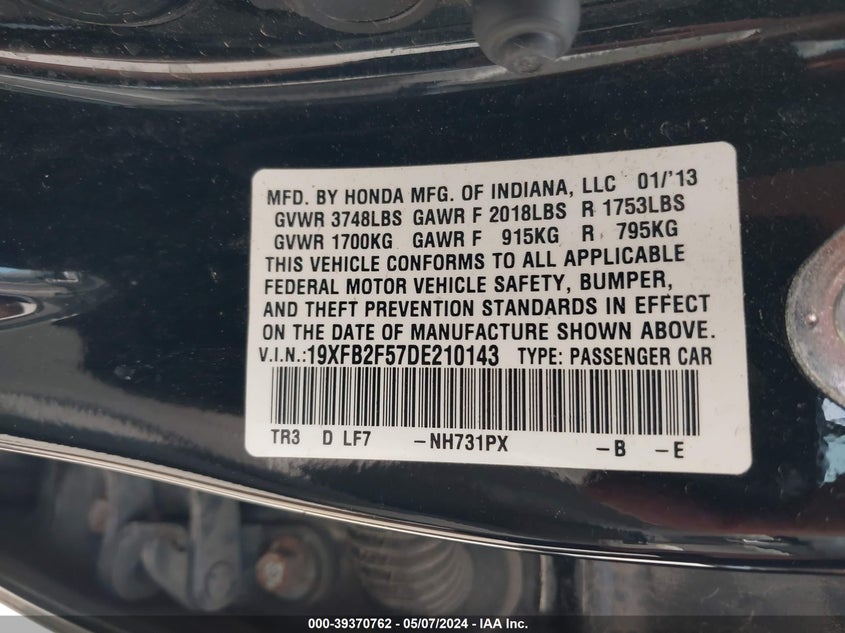 MFD. BY HONDA MFG. OF INDIANA, LLC 01/'13
GVWR 3748LBS GAWR F 2018LBS R 1753LBS
GVWR 1700KG GAWR F 915KG R 795KG
THIS VEHICLE CONFORMS TO ALL APPLICABLE
FEDERAL MOTOR VEHICLE SAFETY, BUMPER,
AND THEFT PREVENTION STANDARDS IN EFFECT
ON THE DATE OF MANUFACTURE SHOWN ABOVE.
V.I.N.:19XFB2F57DE210143 TYPE: PASSENGER CAR
TR3 D LF7 -NH731PX -B -E
000-39370762 - 05/07/2024 - IAA Inc.